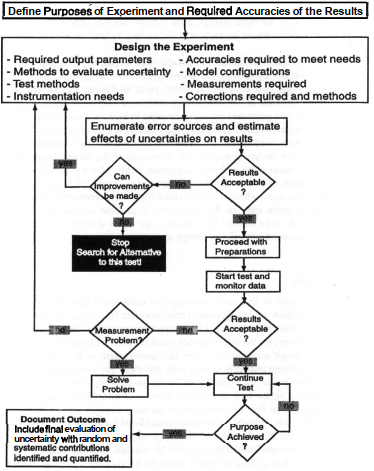 Define Purposes of Experiment and Required Accuracies of the Results
Design the Experiment
- Required output parameters
- Methods to evaluate uncertainty
- Test methods
- Instrumentation needs
- Accuracies required to meet needs
- Model configurations
- Measurements required
- Corrections required and methods
Enumerate error sources and estimate
effects of uncertainties on results
yes
Can
improvements
be made
?
no
Results
Acceptable
?
no
yes
Stop
Search for Alternative
to this test!
Proceed with
Preparations
Start test and
monitor data
no
Measurement
Problem?
no
Results
Acceptable
?
yes
yes
Solve
Problem
Continue
Test
no
Document Outcome
Include final evaluation of
uncertainty with random and
systematic contributions
identified and quantified.
yes
Purpose
Achieved
?